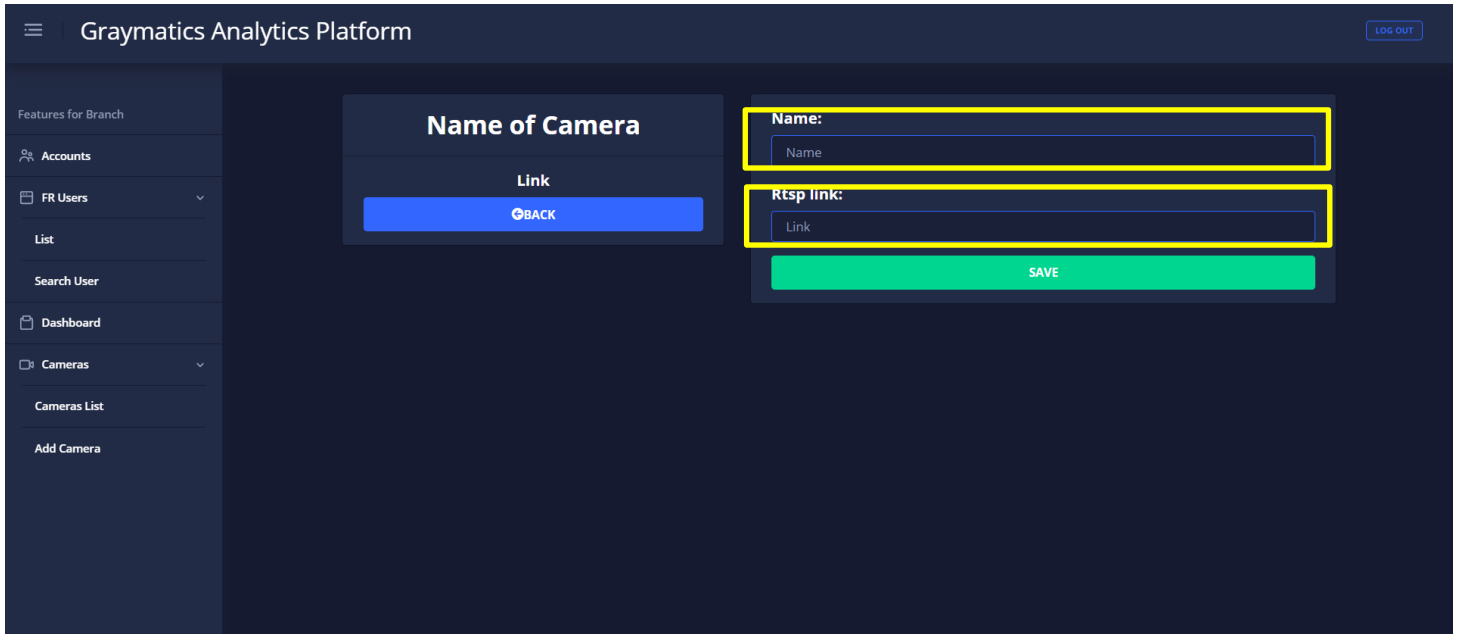 Graymatics Analytics Platform
LOG OUT
Features for Branch
Accounts
FR Users
List
Search User
Dashboard
Cameras
Cameras List
Add Camera
Name of Camera
Link
BACK
Name:
Name
Rtsp link:
Link
SAVE